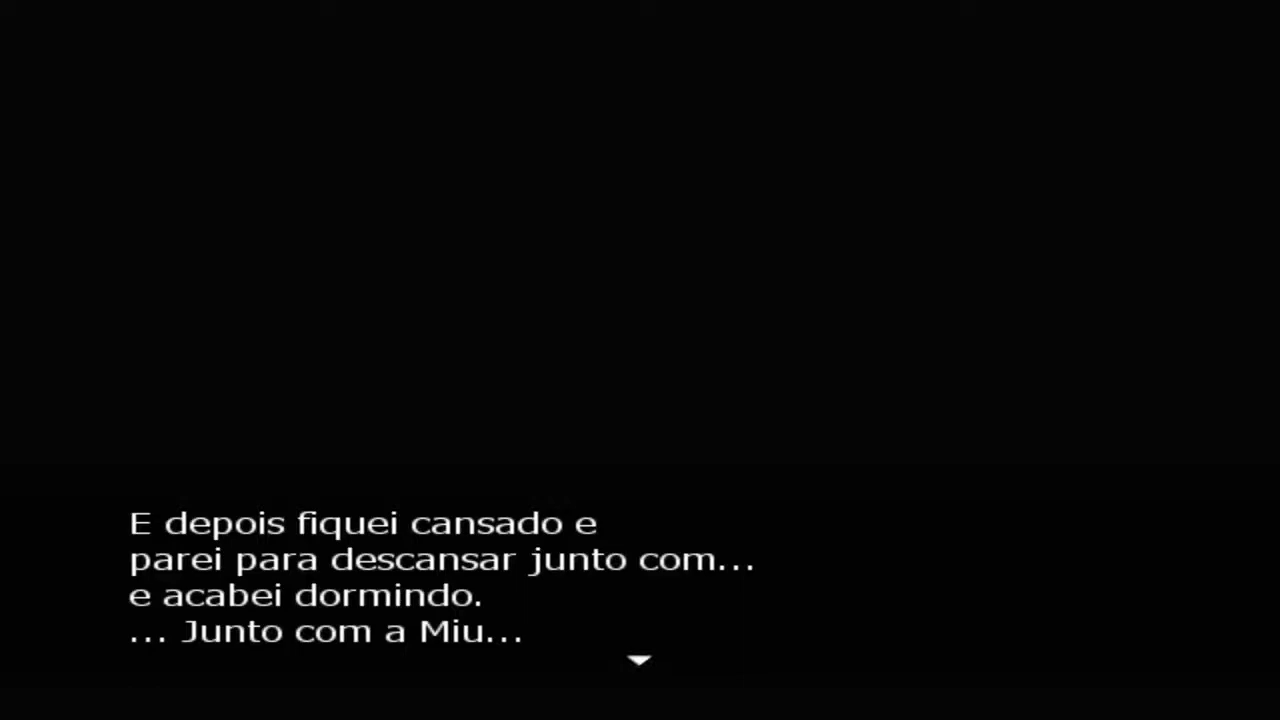 E depois fiquei cansado e
parei para descansar junto com...
e acabei dormindo.
... Junto com a Miu...